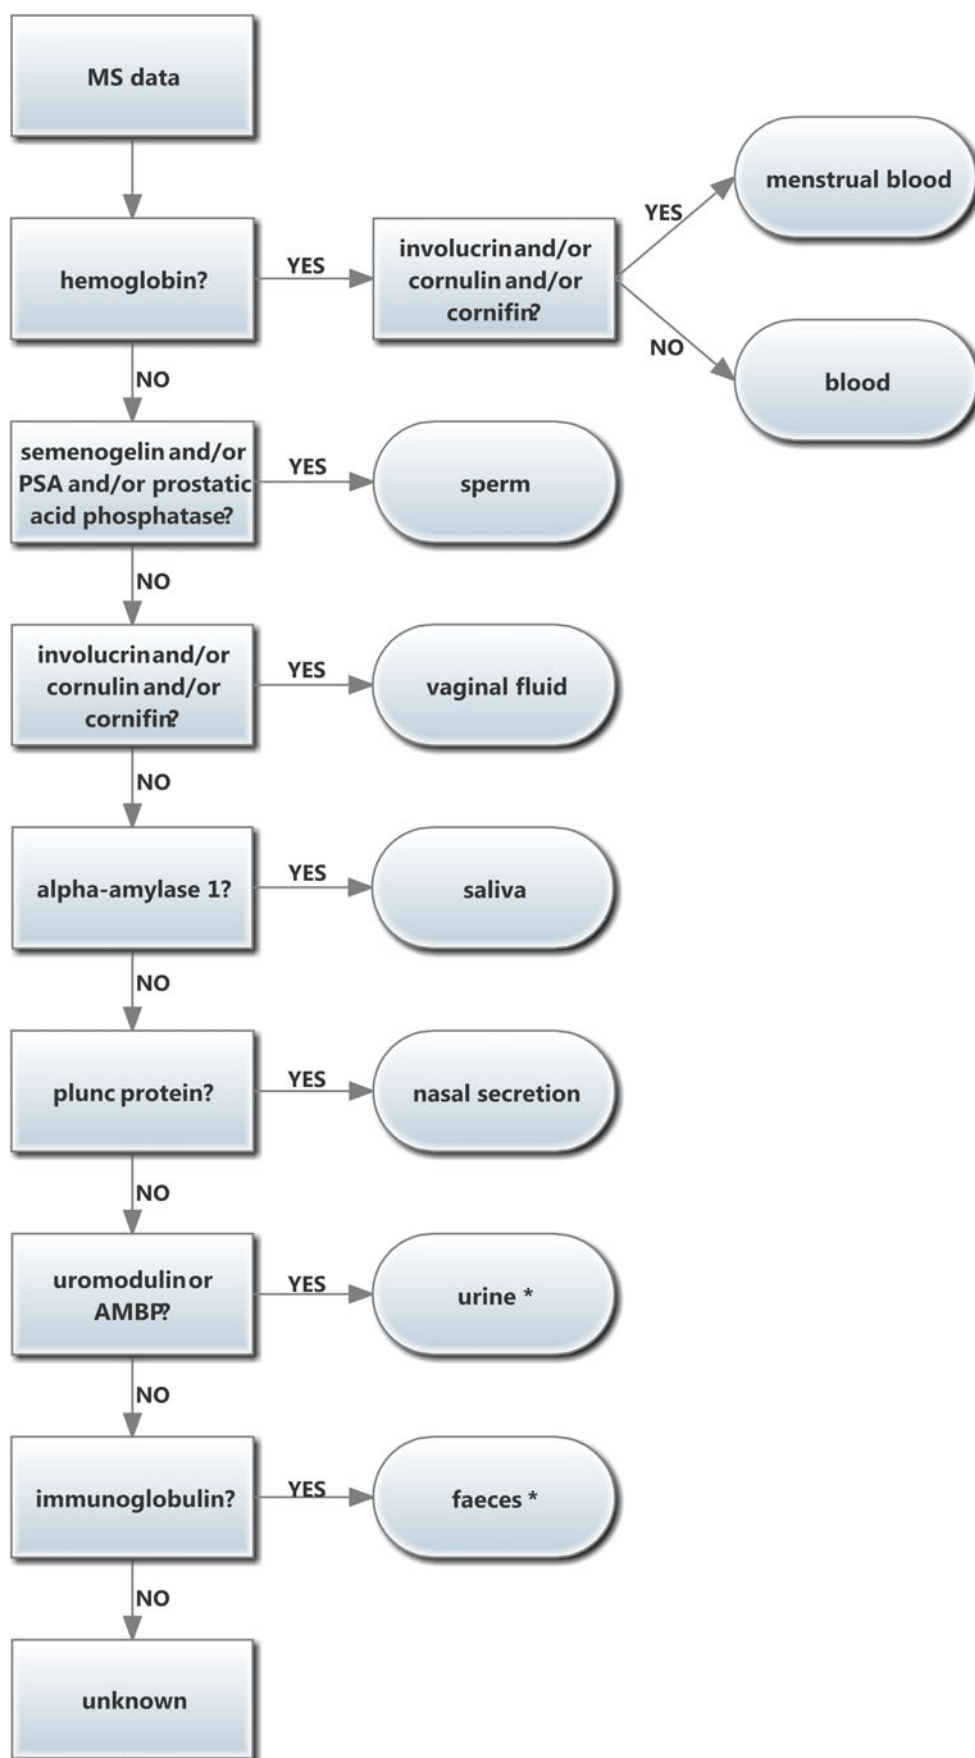 MS data
hemoglobin?
YES
involucrin and/or
cornulin and/or
cornifin?
YES
menstrual blood
NO
blood
NO
semenogelin and/or
PSA and/or prostatic
acid phosphatase?
YES
sperm
NO
involucrin and/or
cornulin and/or
cornifin?
YES
vaginal fluid
NO
alpha-amylase 1?
YES
saliva
NO
plunc protein?
YES
nasal secretion
NO
uromodulin or
AMBP?
YES
urine *
NO
immunoglobulin?
YES
faeces *
NO
unknown